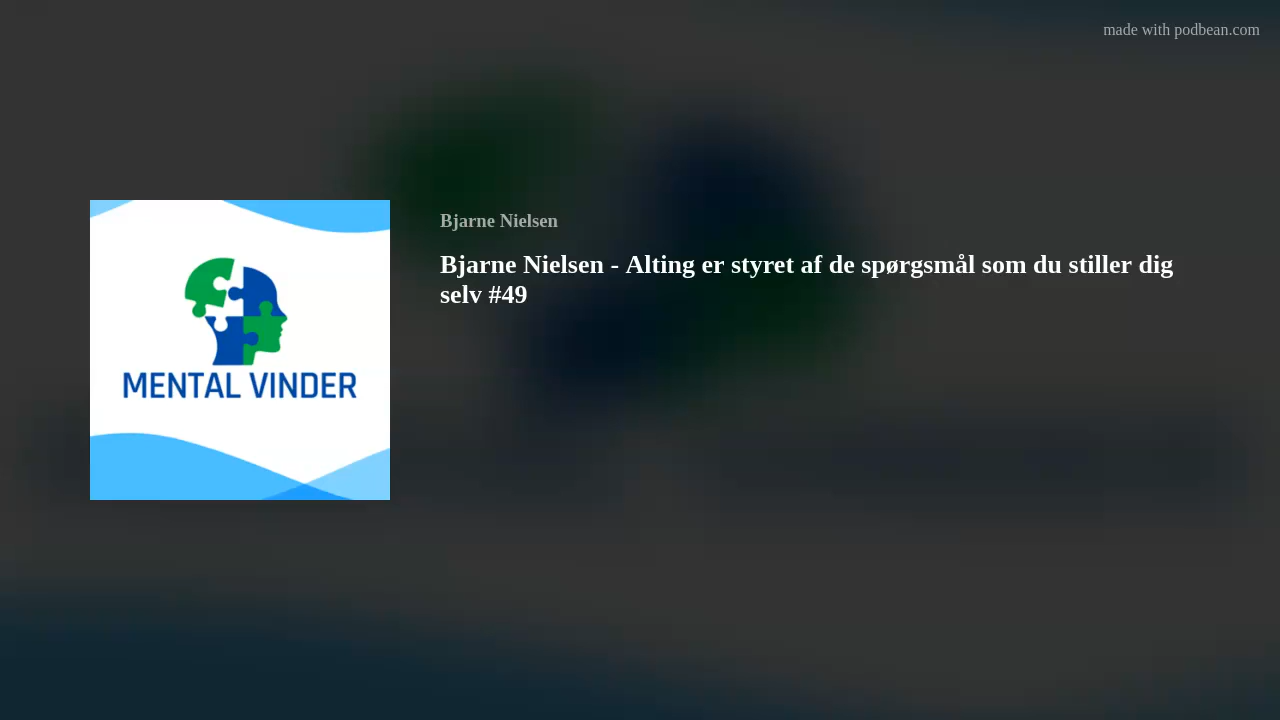 made with podbean.com
Bjarne Nielsen
Bjarne Nielsen - Alting er styret af de spørgsmål som du stiller dig
selv #49
MENTAL VINDER